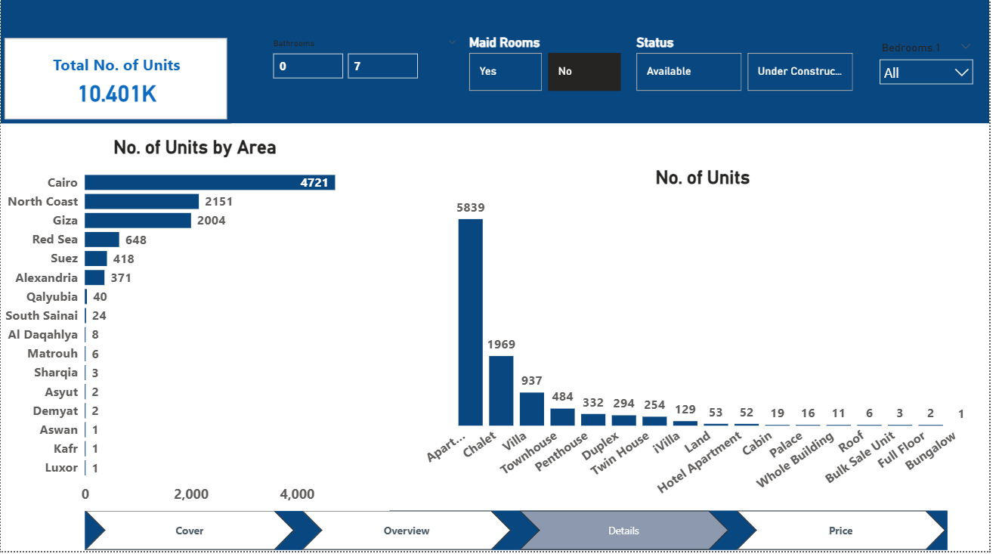 Total No. of Units
10.401K
Bathrooms
0 7
Maid Rooms
Yes No
Status
Available Under Construc...
Bedrooms 1
All
No. of Units by Area
Cairo 4721
North Coast 2151
Giza 2004
Red Sea 648
Suez 418
Alexandria 371
Qalyubia 40
South Sainai 24
Al Daqahlya 8
Matrouh 6
Sharqia 3
Asyut 2
Demyat 2
Aswan 1
Kafr 1
Luxor 1
0 2,000 4,000
No. of Units
5839 1969 937 484 332 294 254 129 53 52 19 16 11 6 3 2 1
Apart... Chalet Villa Townhouse Penthouse Duplex Twin House iVilla Land Hotel Apartment Cabin Palace Whole Building Roof Bulk Sale Unit Full Floor Bungalow
Cover Overview Details Price